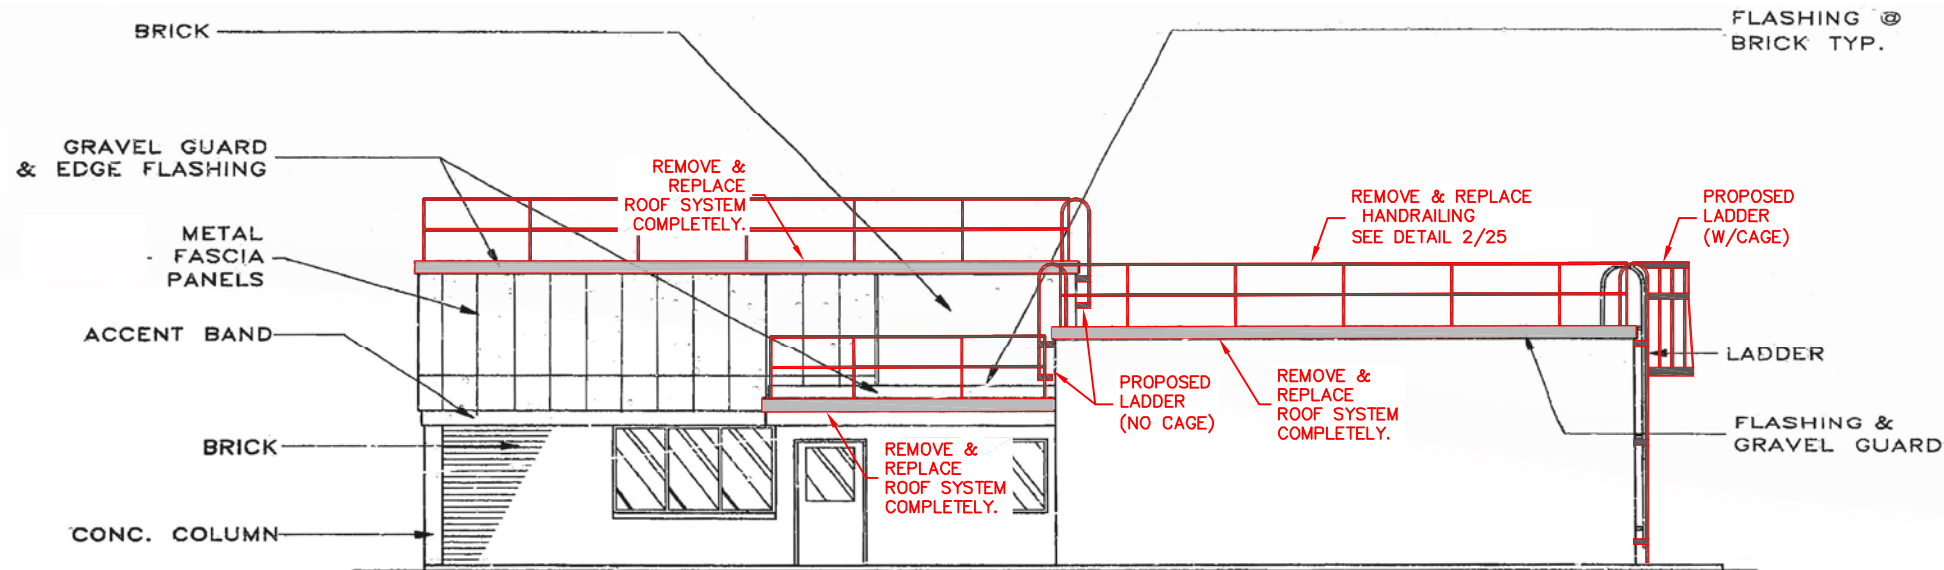 BRICK
FLASHING @
BRICK TYP.
GRAVEL GUARD
& EDGE FLASHING
REMOVE &
REPLACE
ROOF SYSTEM
COMPLETELY.
REMOVE & REPLACE
HANDRAILING
SEE DETAIL 2/25
PROPOSED
LADDER
(W/CAGE)
METAL
FASCIA
PANELS
ACCENT BAND
LADDER
PROPOSED
LADDER
(NO CAGE)
REMOVE &
REPLACE
ROOF SYSTEM
COMPLETELY.
FLASHING &
GRAVEL GUARD
BRICK
REMOVE &
REPLACE
ROOF SYSTEM
COMPLETELY.
CONC. COLUMN